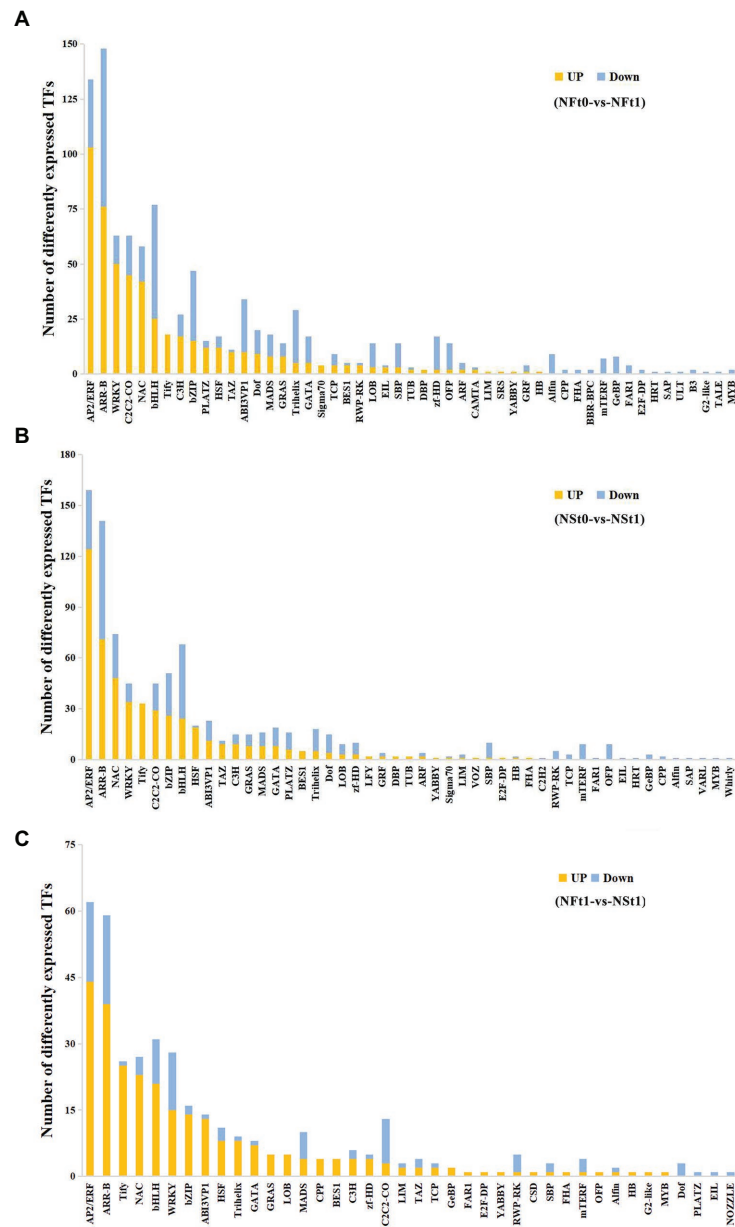 A
Number of differently expressed TFs
150
125
100
75
50
25
0
UP Down
(NFt0-vs-NFt1)
AP2/ERF ARR-B WRKY C2C2-CO NAC bHLH Tify C3H bZIP PLATZ HSF TAZ ABI3VP1 Dof MADS GRAS Trihelix GATA Sigma70 TCP BES1 RWP-RK LOB EIL SBP TUB DBP zf-HD OFP ARF CAMTA LIM SRS YABBY GRF HB Alfin CPP FHA BBR-BPC mTERF GeBP FAR1 E2F-DP HRT SAP ULT B3 G2-like TALE MYB
B
Number of differently expressed TFs
180
150
120
90
60
30
0
UP Down
(NSt0-vs-NSt1)
AP2/ERF ARR-B NAC WRKY Tify C2C2-CO bZIP bHLH HSF ABI3VP1 TAZ C3H GRAS MADS GATA PLATZ BES1 Trihelix Dof LOB zf-HD LFY GRF DBP TUB ARF YABBY Sigma70 LIM VOZ SBP E2F-DP HB FHA C2H2 RWP-RK TCP mTERF FAR1 OFP EIL HRT GeBP CPP Alfin SAP VARL MYB Whirly
C
Number of differently expressed TFs
75
60
45
30
15
0
UP Down
(NFt1-vs-NSt1)
AP2/ERF ARR-B Tify NAC bHLH WRKY bZIP ABI3VP1 HSF Trihelix GATA GRAS LOB MADS CPP BES1 C3H zf-HD C2C2-CO LIM TAZ TCP GeBP FAR1 E2F-DP YABBY RWP-RK CSD SBP FHA mTERF OFP Alfin HB G2-like MYB Dof PLATZ EIL NOZZLE